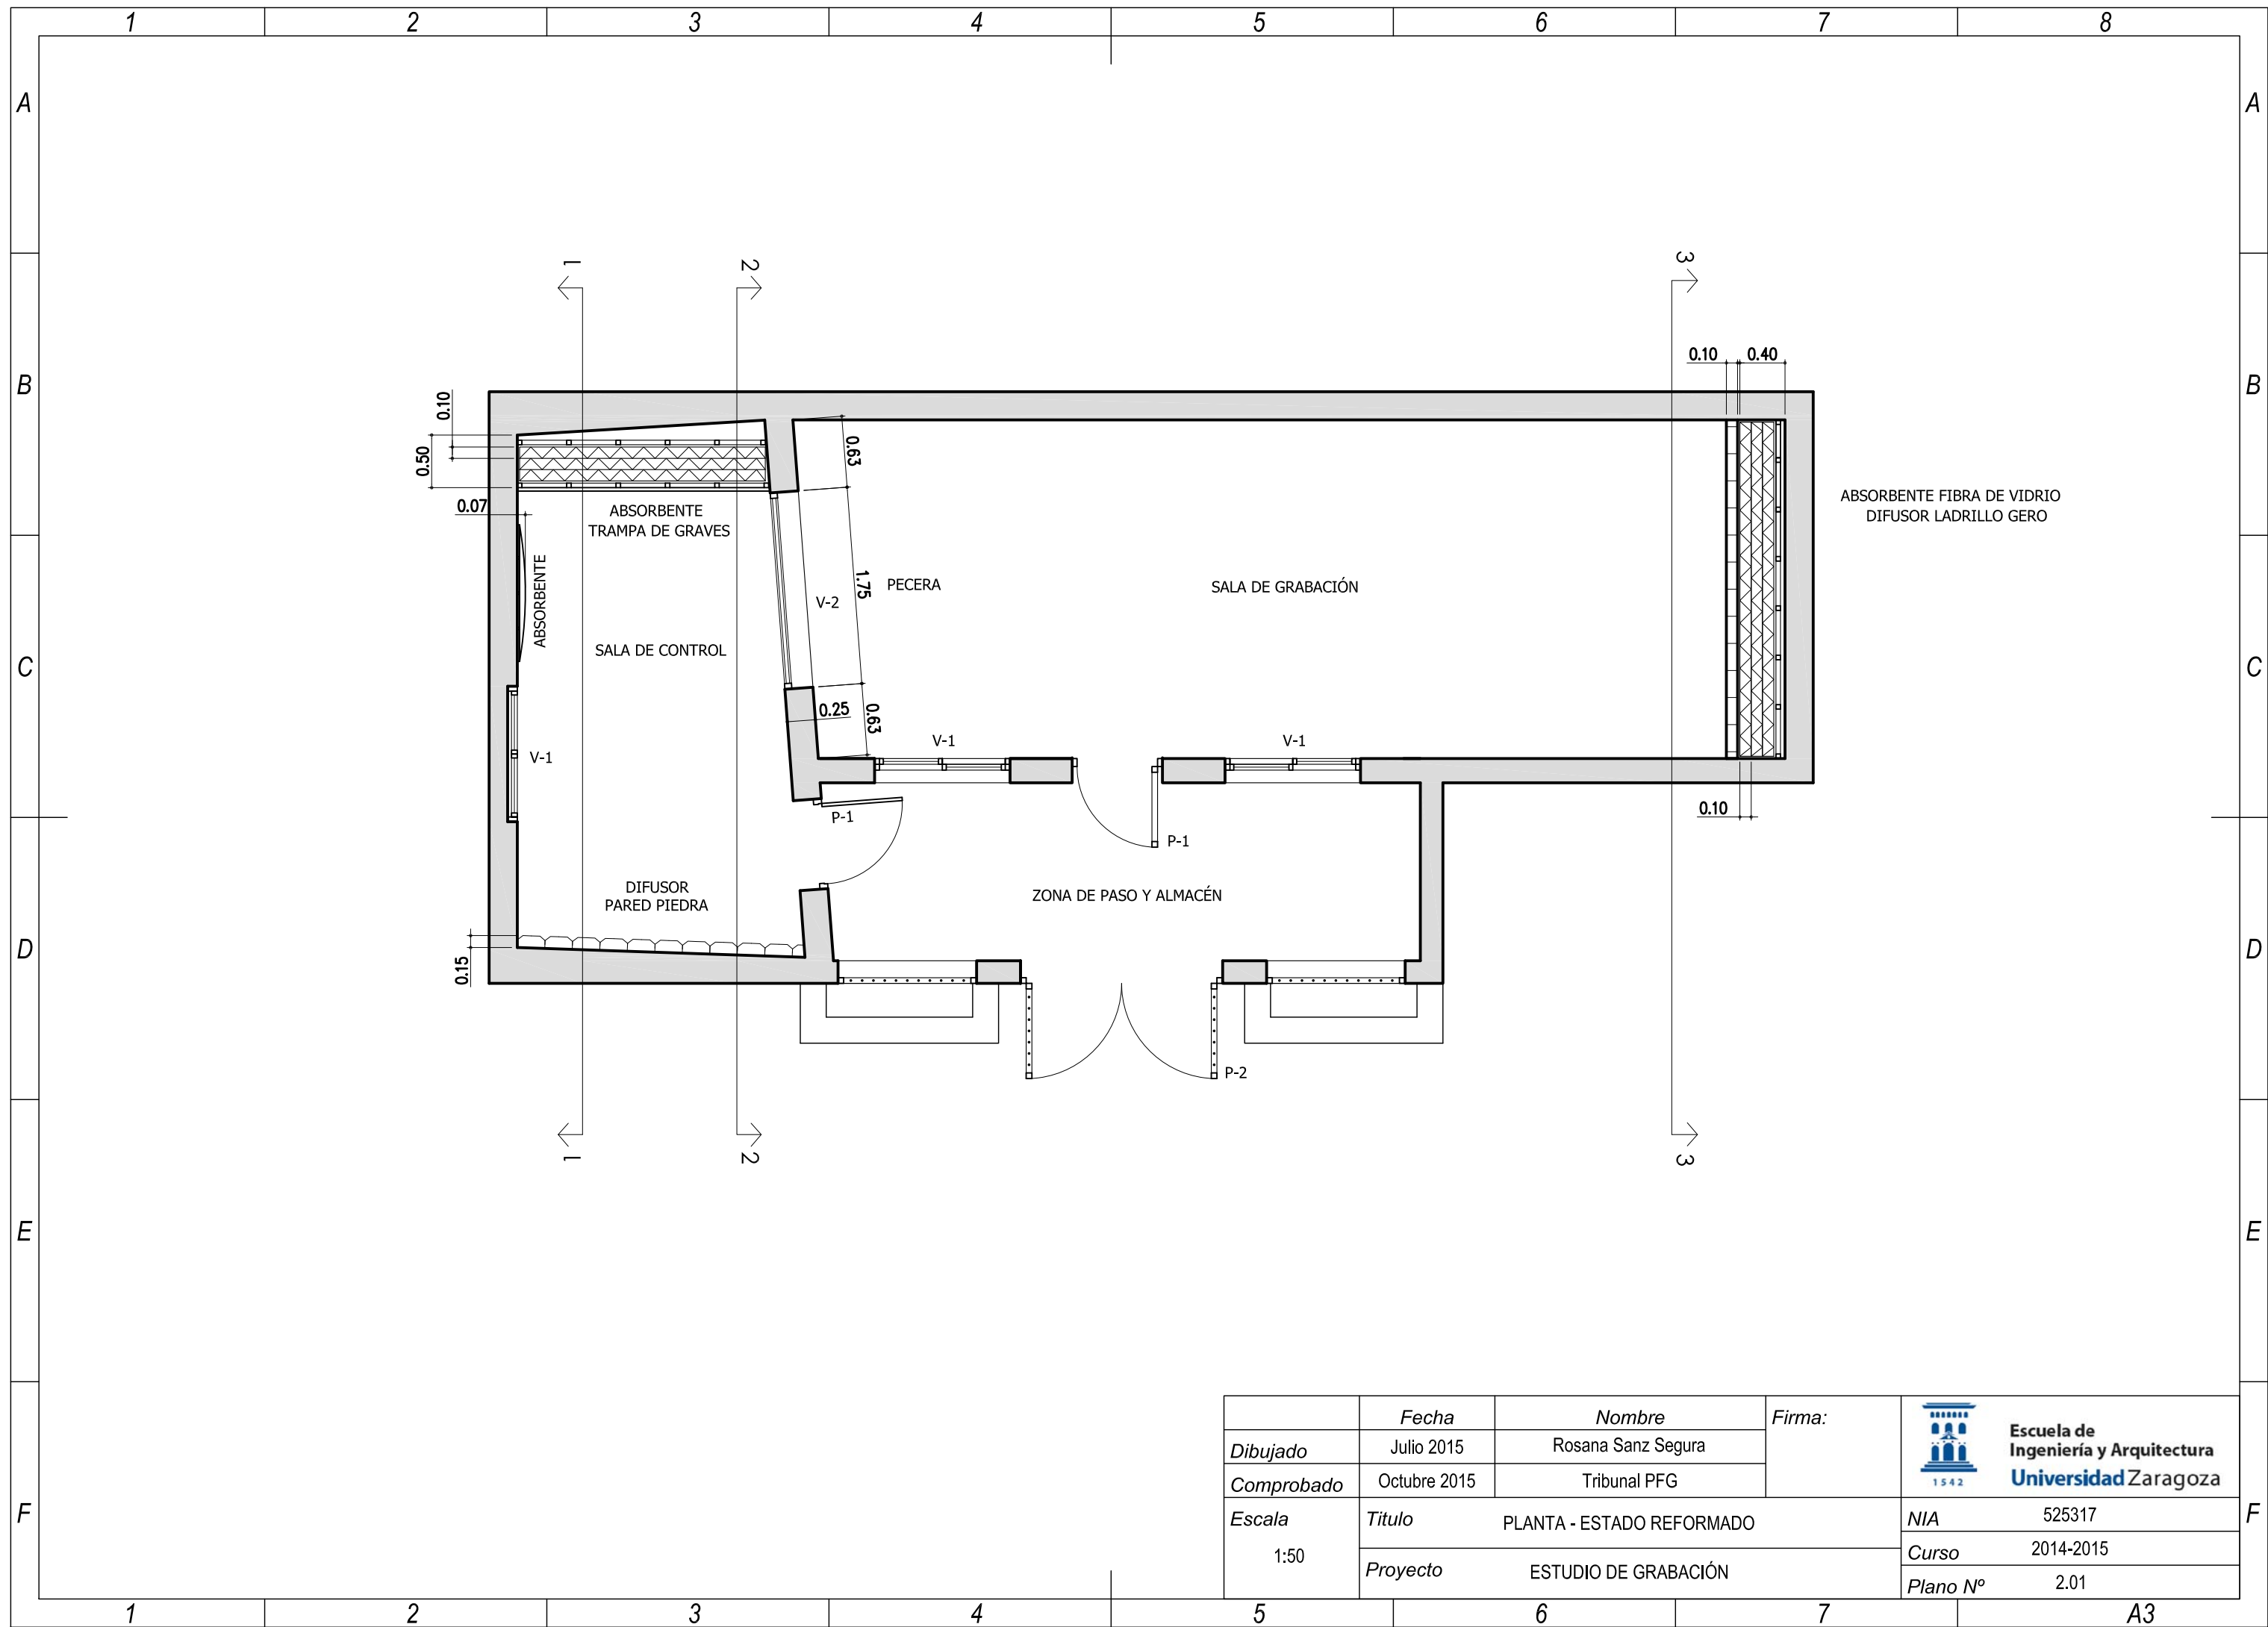 1 2 3 4 5 6 7 8
A A
1 2 3
0.10 0.40
B B
0.10
0.50
0.63
0.07
ABSORBENTE
TRAMPA DE GRAVES
ABSORBENTE FIBRA DE VIDRIO
DIFUSOR LADRILLO GERO
ABSORBENTE
1.75
PECERA
SALA DE GRABACIÓN
V-2
SALA DE CONTROL
C C
0.25
0.63
V-1
V-1
V-1
0.10
P-1
P-1
DIFUSOR
PARED PIEDRA
ZONA DE PASO Y ALMACÉN
D D
0.15
P-2
1 2 3
E E
Fecha Nombre Firma:
Dibujado Julio 2015 Rosana Sanz Segura
Comprobado Octubre 2015 Tribunal PFG
1542
Escuela de
Ingeniería y Arquitectura
Universidad Zaragoza
F F
Escala
1:50
Titulo PLANTA - ESTADO REFORMADO
Proyecto ESTUDIO DE GRABACIÓN
NIA 525317
Curso 2014-2015
Plano Nº 2.01
1 2 3 4 5 6 7 A3